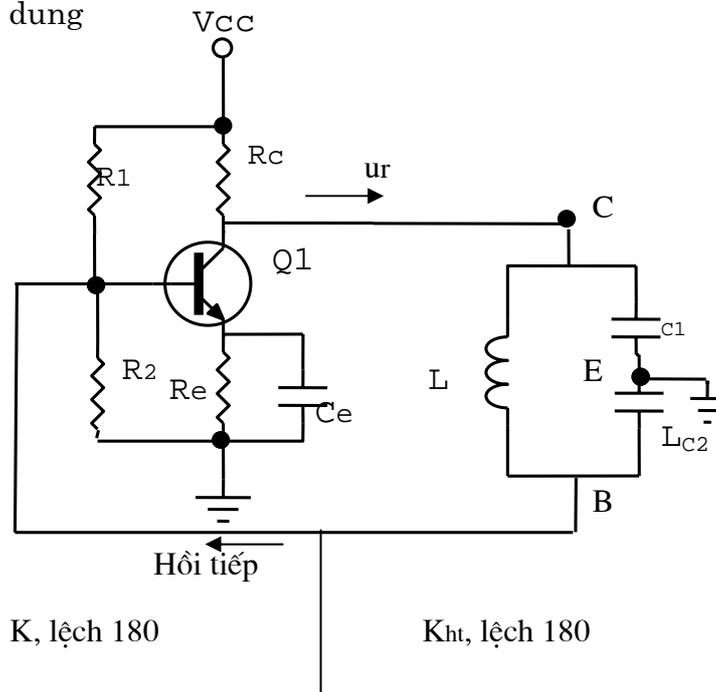 dung
Vcc
R1
Rc
ur
C
Q1
C1
R2
Re
Ce
L
E
LC2
B
Hồi tiếp
K, lệch 180
Kht, lệch 180